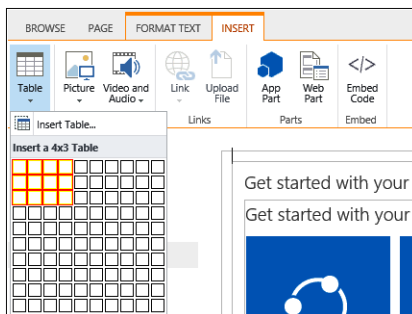 BROWSE PAGE FORMAT TEXT INSERT
Table Picture Video and Audio Link Upload File App Part Web Part Embed Code
Links Parts Embed
Insert Table...
Insert a 4x3 Table
Get started with your
Get started with your